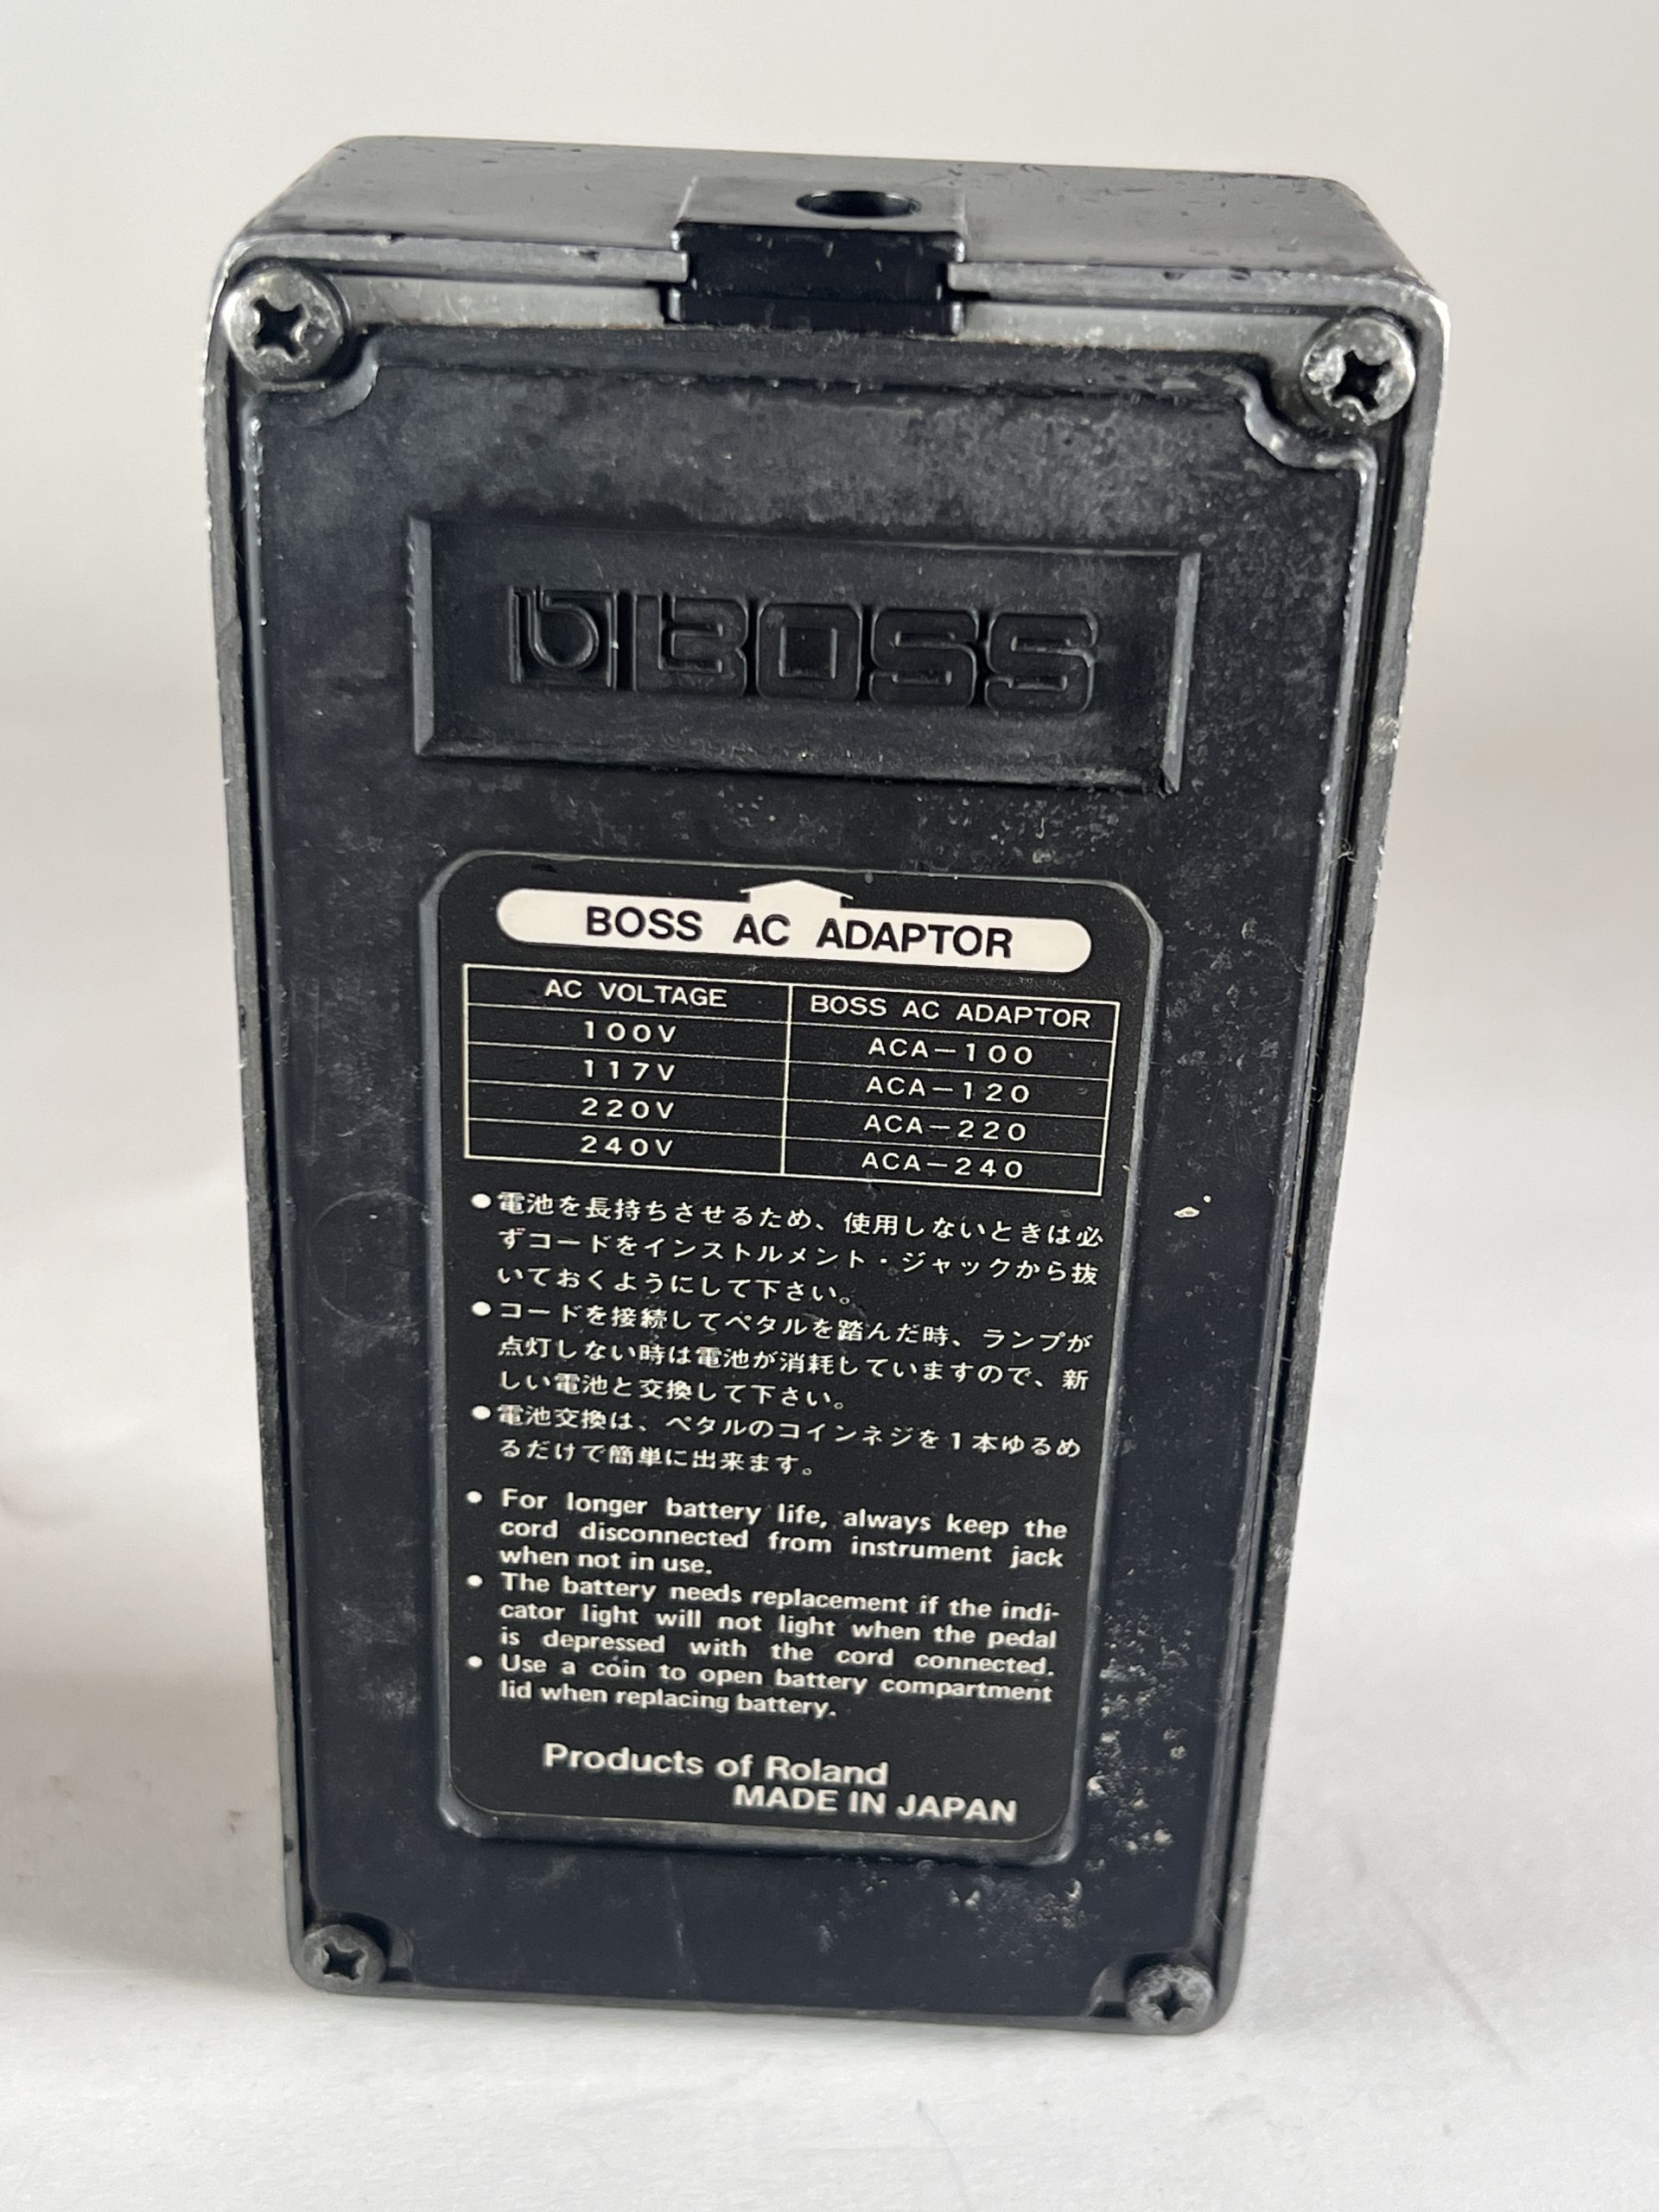 BOSS
BOSS AC ADAPTOR
AC VOLTAGE BOSS AC ADAPTOR
100V ACA-100
117V ACA-120
220V ACA-220
240V ACA-240
●電池を長持ちさせるため、使用しないときは必
ずコードをインストルメント・ジャックから抜
いておくようにして下さい。
●コードを接続してペタルを踏んだ時、ランプが
点灯しない時は電池が消耗していますので、新
しい電池と交換して下さい。
●電池交換は、ペタルのコインネジを1本ゆるめ
るだけで簡単に出来ます。
● For longer battery life, always keep the
cord disconnected from instrument jack
when not in use.
● The battery needs replacement if the indi-
cator light will not light when the pedal
is depressed with the cord connected.
● Use a coin to open battery compartment
lid when replacing battery.
Products of Roland
MADE IN JAPAN